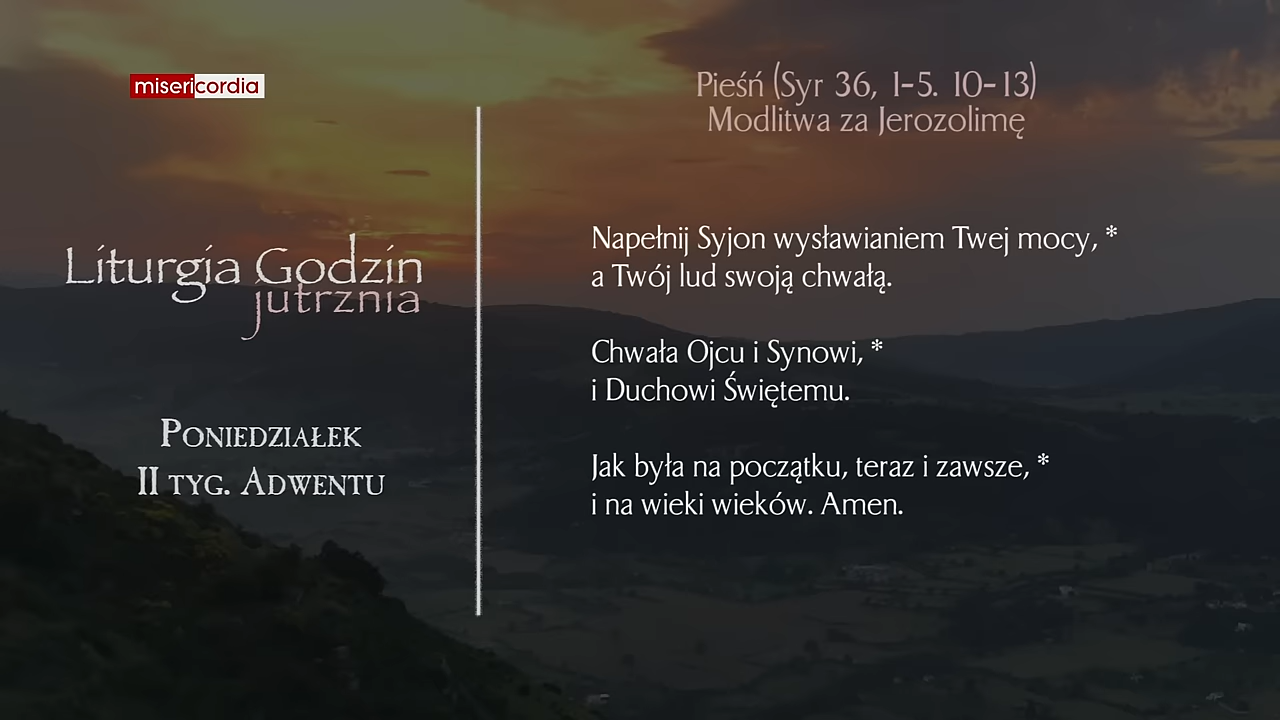 misericordia
Liturgia Godzin
jutrznia
Poniedziałek
II tyg. Adwentu
Pieśń (Syr 36, 1-5. 10-13)
Modlitwa za Jerozolimę
Napełnij Syjon wysławianiem Twej mocy, *
a Twój lud swoją chwałą.
Chwała Ojcu i Synowi, *
i Duchowi Świętemu.
Jak była na początku, teraz i zawsze, *
i na wieki wieków. Amen.